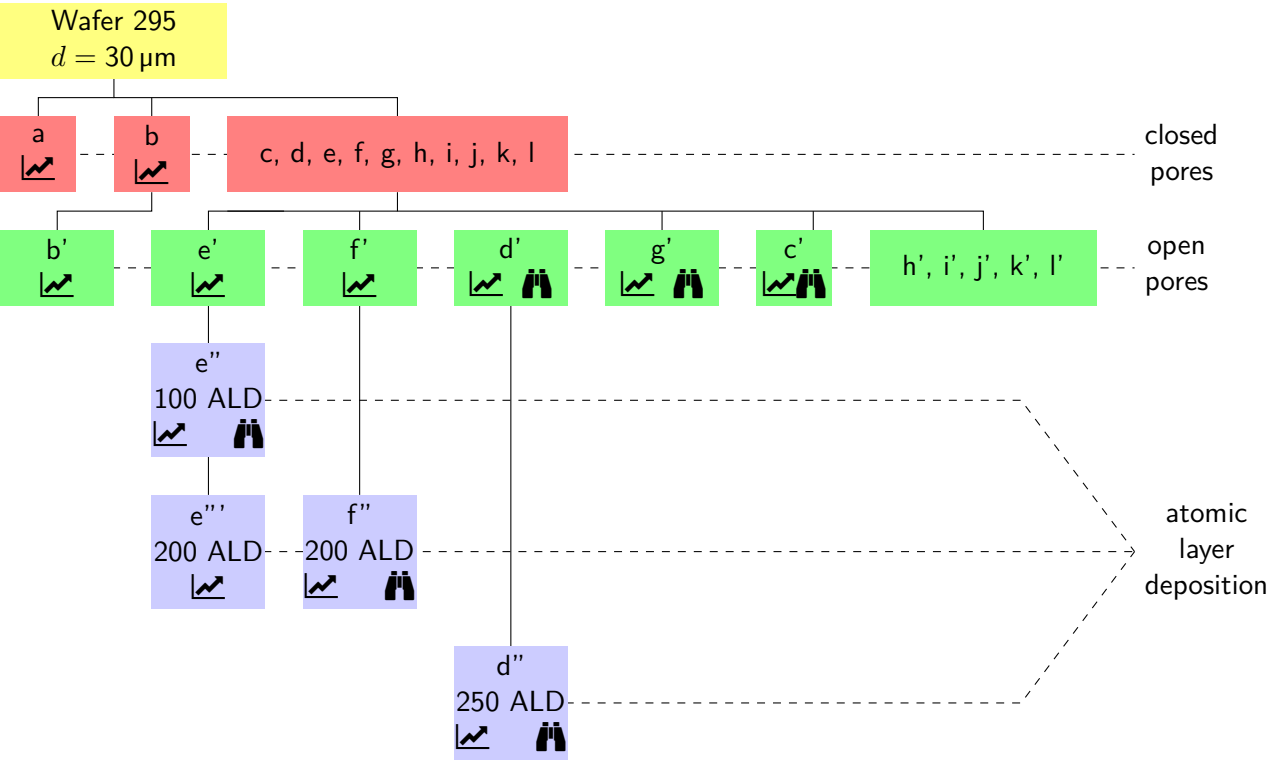 Wafer 295
d = 30 µm
a
b
c, d, e, f, g, h, i, j, k, l
closed
pores
b'
e'
f'
d'
g'
c'
h', i', j', k', l'
open
pores
e”
100 ALD
e”'
200 ALD
f”
200 ALD
atomic
layer
deposition
d”
250 ALD